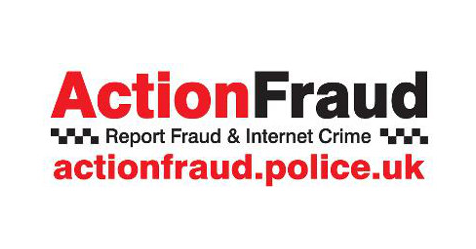 ActionFraud
Report Fraud & Internet Crime
actionfraud.police.uk